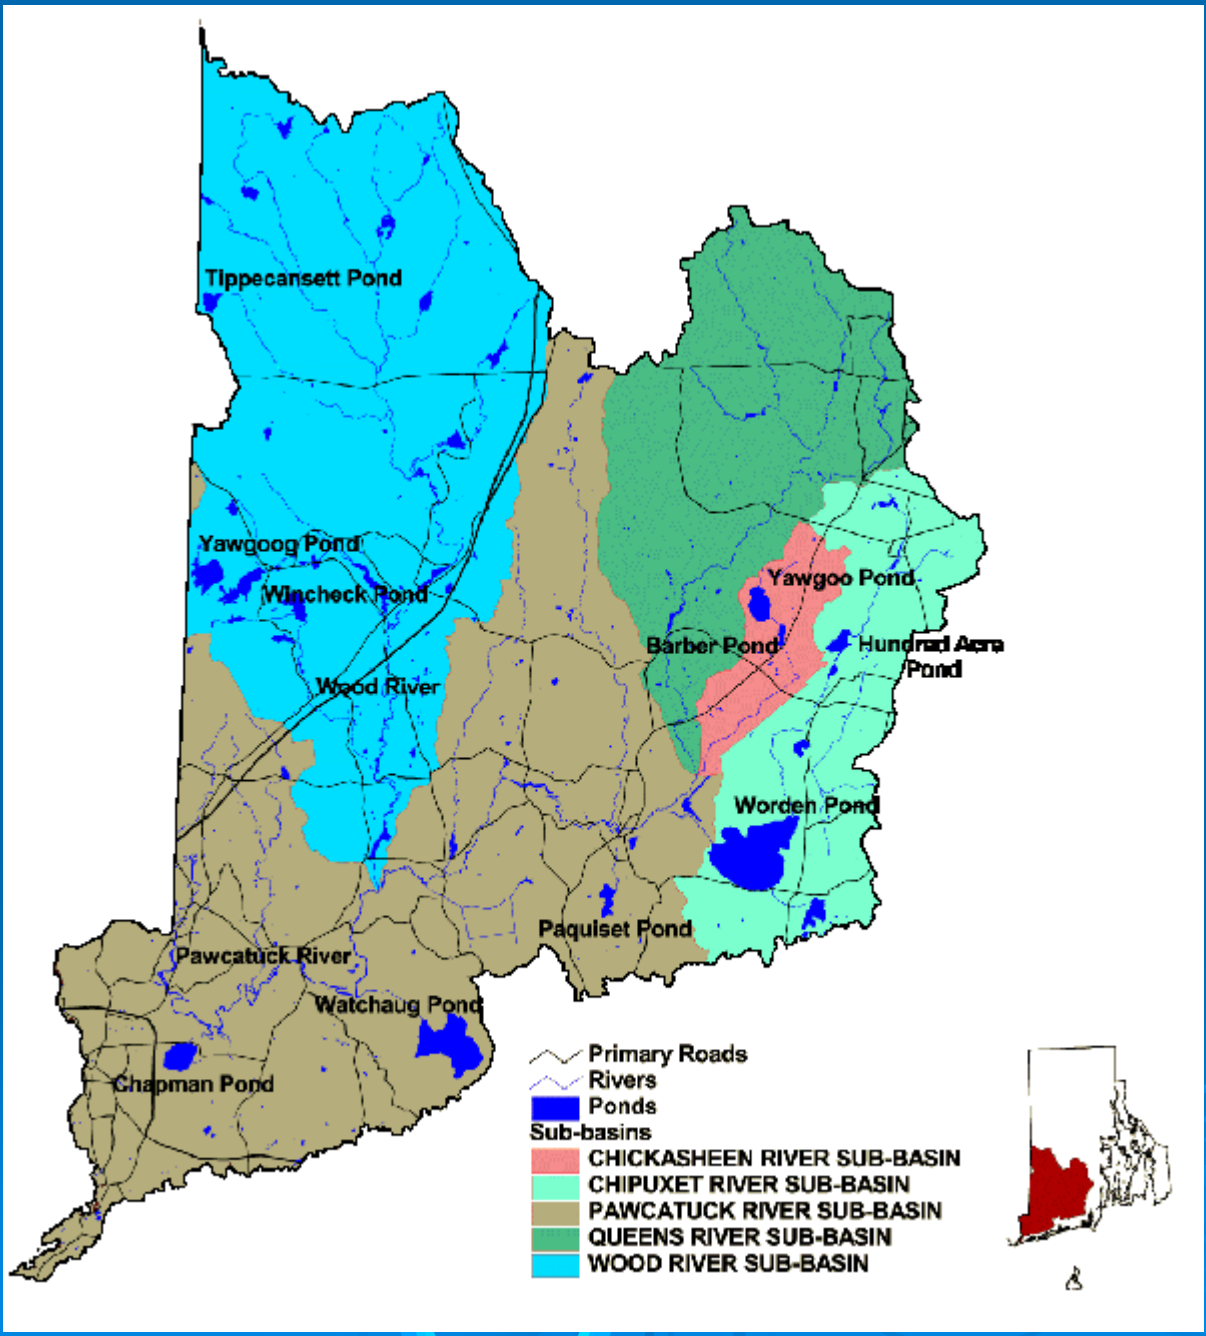 Tippecansett Pond
Yawgoog Pond
Wincheck Pond
Yawgoo Pond
Barber Pond
Hundred Acre
Pond
Wood River
Worden Pond
Paquiset Pond
Pawcatuck River
Watchaug Pond
Chapman Pond
Primary Roads
Rivers
Ponds
Sub-basins
CHICKASHEEN RIVER SUB-BASIN
CHIPUXET RIVER SUB-BASIN
PAWCATUCK RIVER SUB-BASIN
QUEENS RIVER SUB-BASIN
WOOD RIVER SUB-BASIN